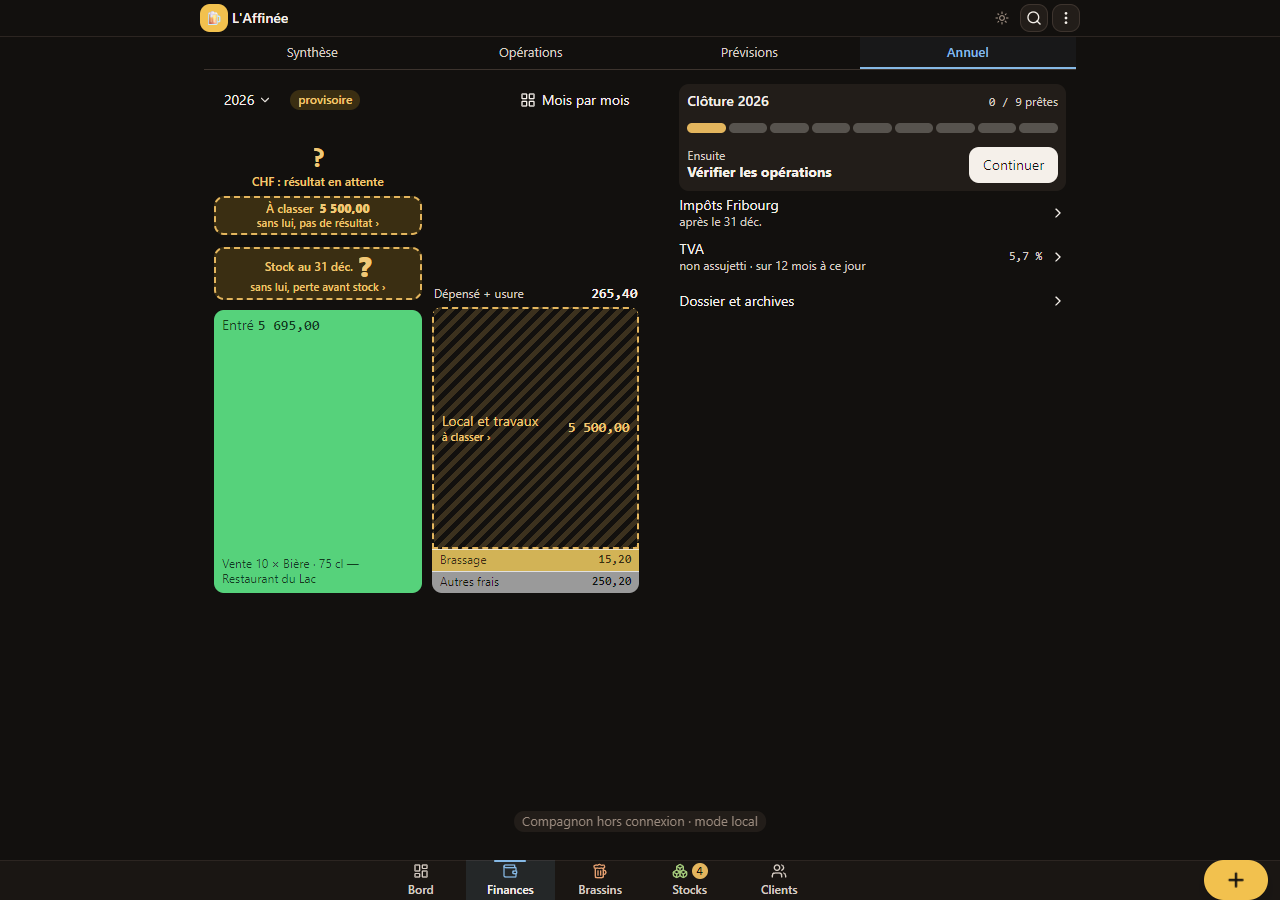 L'Affinée
Synthèse
Opérations
Prévisions
Annuel
2026
provisoire
Mois par mois
?
CHF : résultat en attente
À classer 5 500,00
sans lui, pas de résultat ›
Stock au 31 déc. ?
sans lui, perte avant stock ›
Entré 5 695,00
Vente 10 × Bière · 75 cl —
Restaurant du Lac
Dépensé + usure 265,40
Local et travaux 5 500,00
à classer ›
Brassage 15,20
Autres frais 250,20
Clôture 2026 0 / 9 prêtes
Ensuite
Vérifier les opérations
Continuer
Impôts Fribourg
après le 31 déc.
TVA
non assujetti · sur 12 mois à ce jour
5,7 %
Dossier et archives
Compagnon hors connexion · mode local
Bord
Finances
Brassins
4
Stocks
Clients